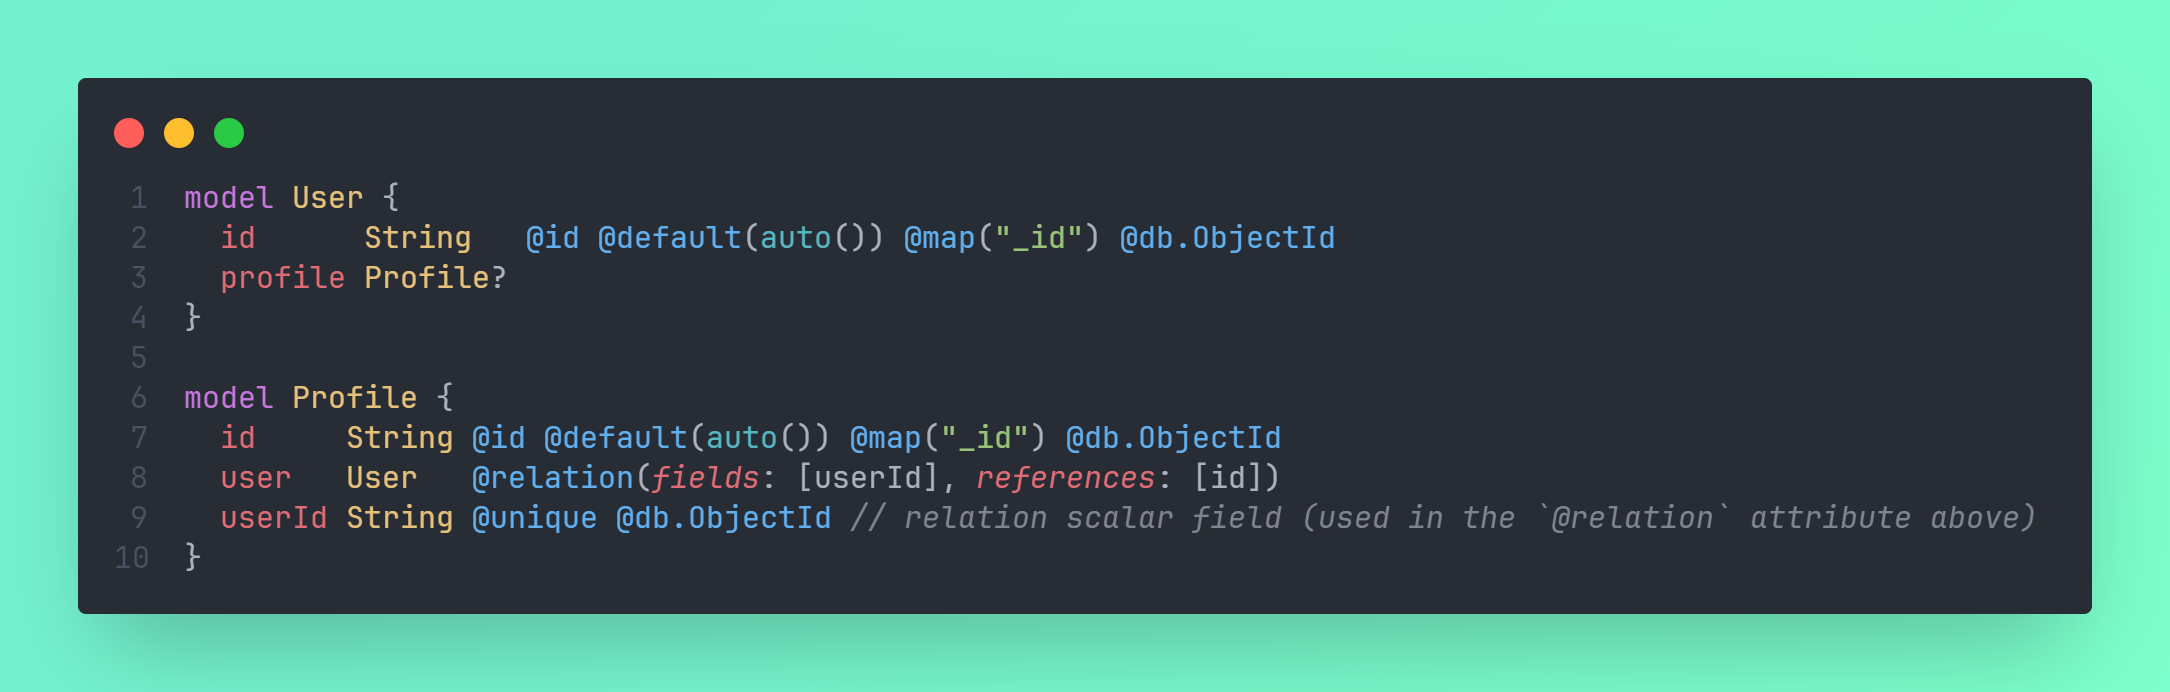 1 model User {
2   id      String   @id @default(auto()) @map("_id") @db.ObjectId
3   profile Profile?
4 }
5
6 model Profile {
7   id     String @id @default(auto()) @map("_id") @db.ObjectId
8   user   User   @relation(fields: [userId], references: [id])
9   userId String @unique @db.ObjectId // relation scalar field (used in the `@relation` attribute above)
10 }